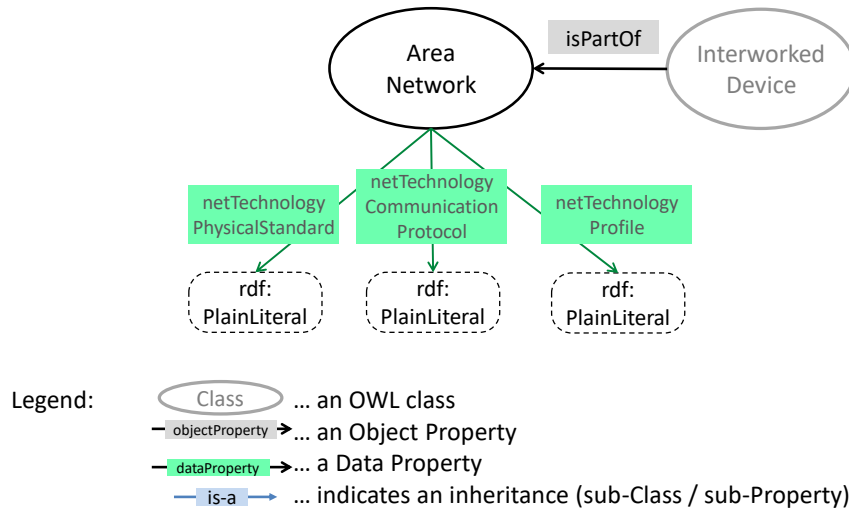 isPartOf
Area
Network
Interworked
Device
netTechnology
PhysicalStandard
netTechnology
Communication
Protocol
netTechnology
Profile
rdf:
PlainLiteral
rdf:
PlainLiteral
rdf:
PlainLiteral
Legend:
Class
... an OWL class
objectProperty
... an Object Property
dataProperty
... a Data Property
is-a
... indicates an inheritance (sub-Class / sub-Property)